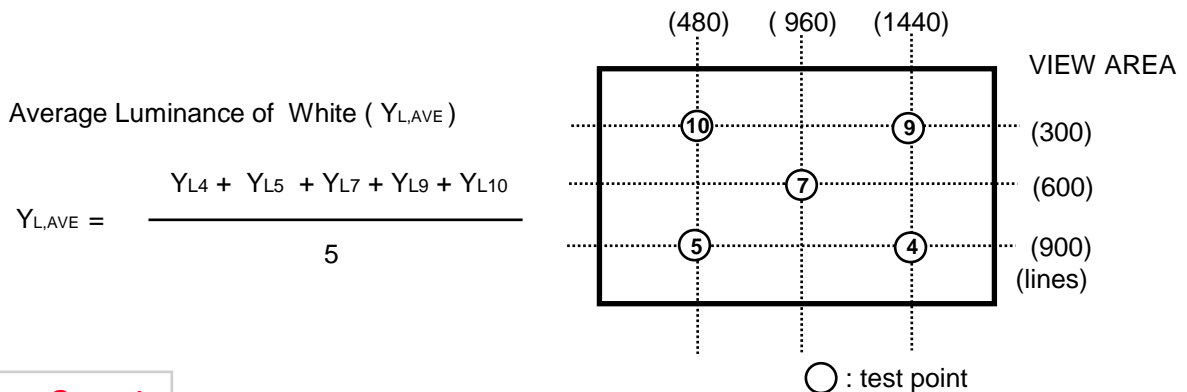 (480) ( 960) (1440)
VIEW AREA
Average Luminance of White ( YL,AVE )
10 9 (300)
YL4 + YL5 + YL7 + YL9 + YL10
7 (600)
YL,AVE =
5
5 4 (900)
(lines)
: test point